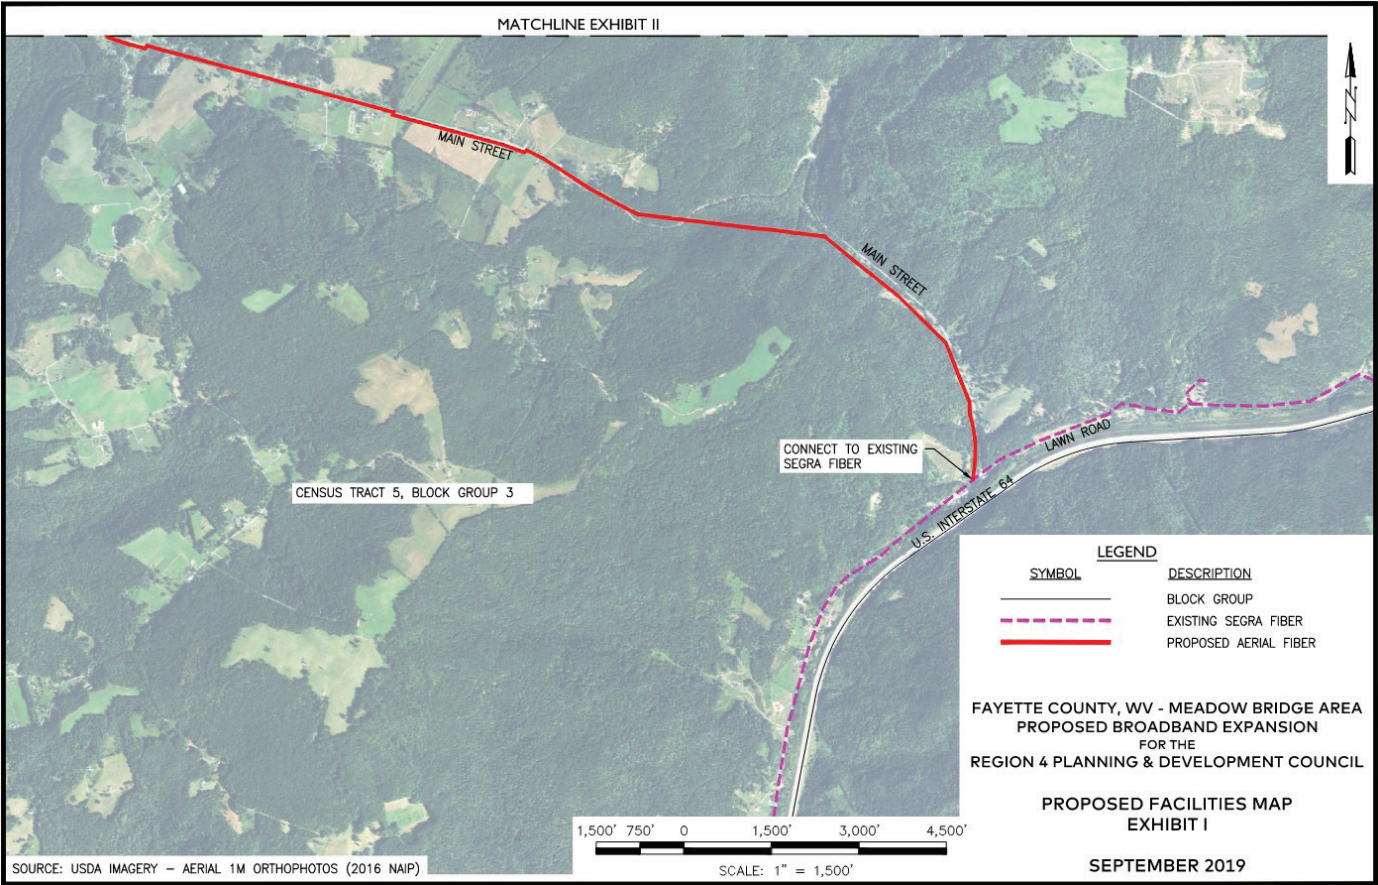 MATCHLINE EXHIBIT II
N
MAIN STREET
MAIN STREET
LAWN ROAD
CONNECT TO EXISTING
SEGRA FIBER
CENSUS TRACT 5, BLOCK GROUP 3
U.S. INTERSTATE 64
LEGEND
SYMBOL DESCRIPTION
BLOCK GROUP
EXISTING SEGRA FIBER
PROPOSED AERIAL FIBER
FAYETTE COUNTY, WV - MEADOW BRIDGE AREA
PROPOSED BROADBAND EXPANSION
FOR THE
REGION 4 PLANNING & DEVELOPMENT COUNCIL
PROPOSED FACILITIES MAP
EXHIBIT I
SEPTEMBER 2019
1,500' 750' 0 1,500' 3,000' 4,500'
SCALE: 1" = 1,500'
SOURCE: USDA IMAGERY – AERIAL 1M ORTHOPHOTOS (2016 NAIP)